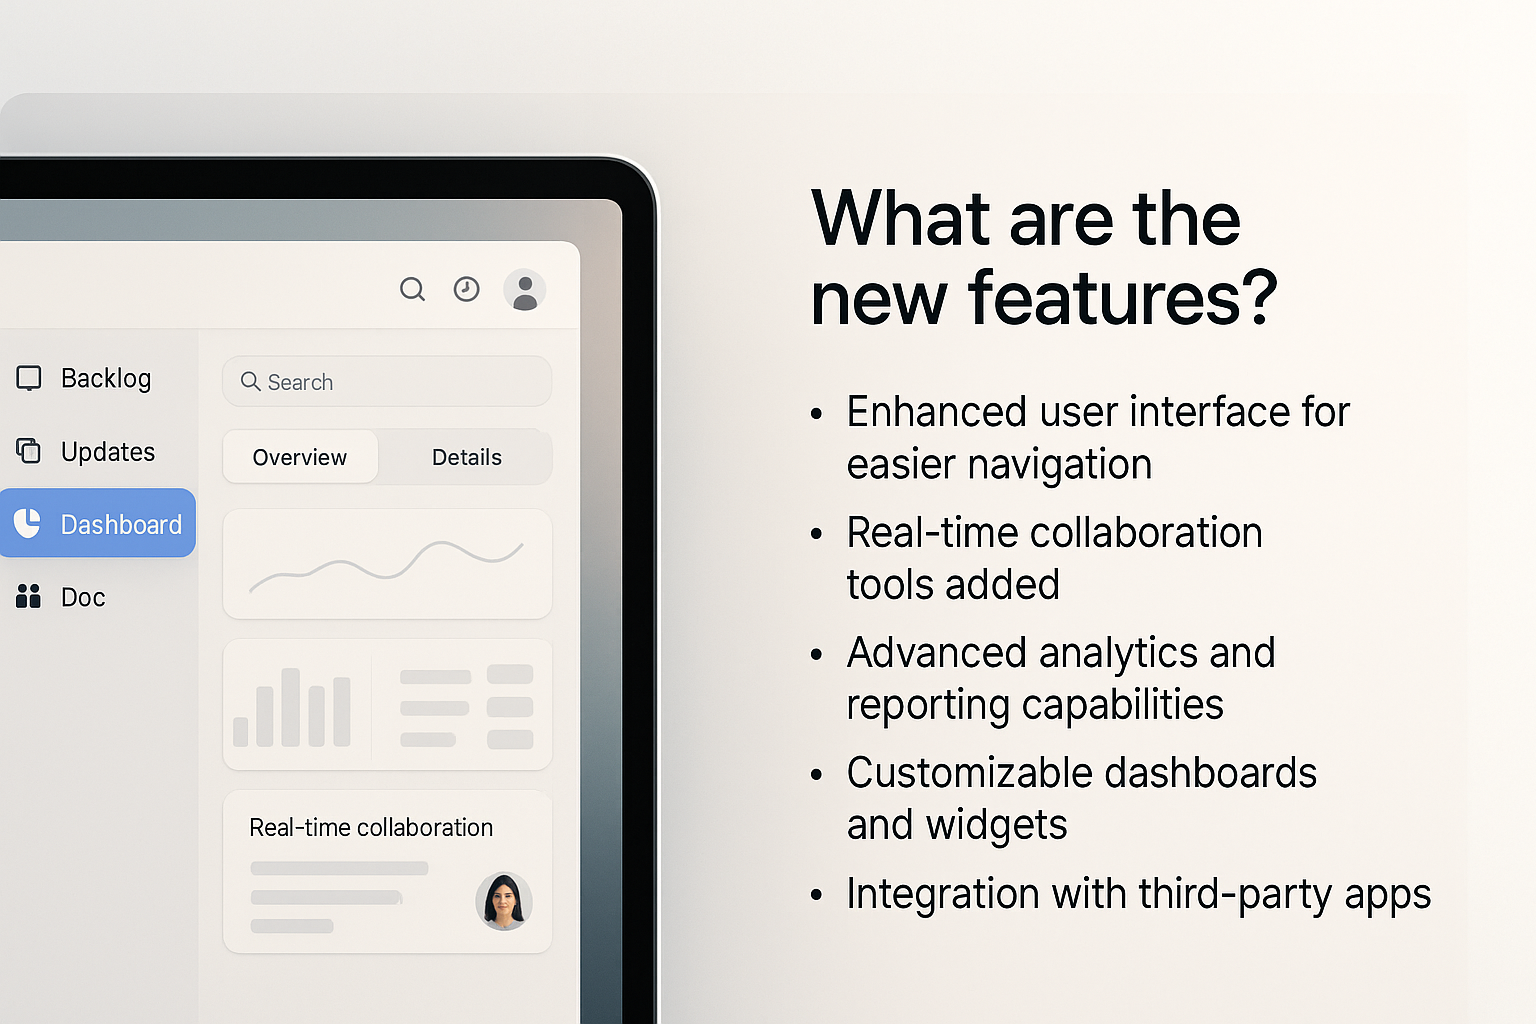 Backlog
Updates
Dashboard
Doc
Search
Overview
Details
Real-time collaboration
What are the
new features?
• Enhanced user interface for
easier navigation
• Real-time collaboration
tools added
• Advanced analytics and
reporting capabilities
• Customizable dashboards
and widgets
• Integration with third-party apps